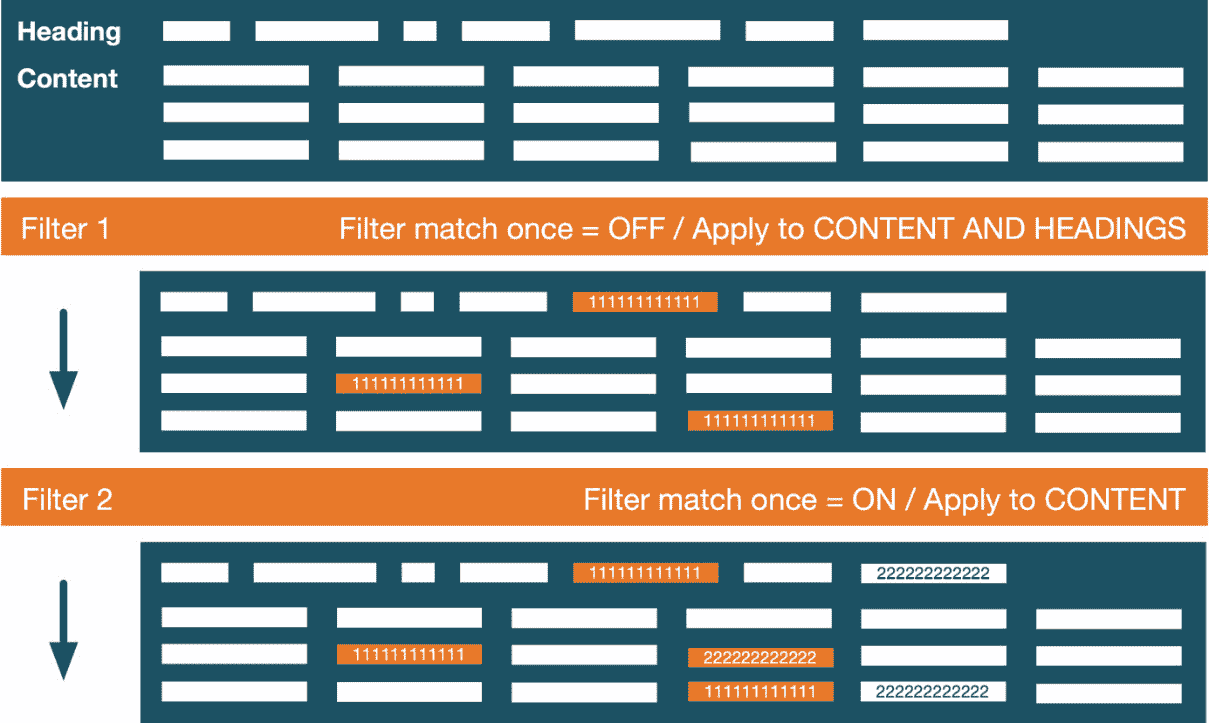 Heading
Content
Filter 1 Filter match once = OFF / Apply to CONTENT AND HEADINGS
111111111111
111111111111
111111111111
Filter 2 Filter match once = ON / Apply to CONTENT
111111111111 222222222222
111111111111 222222222222
111111111111 222222222222